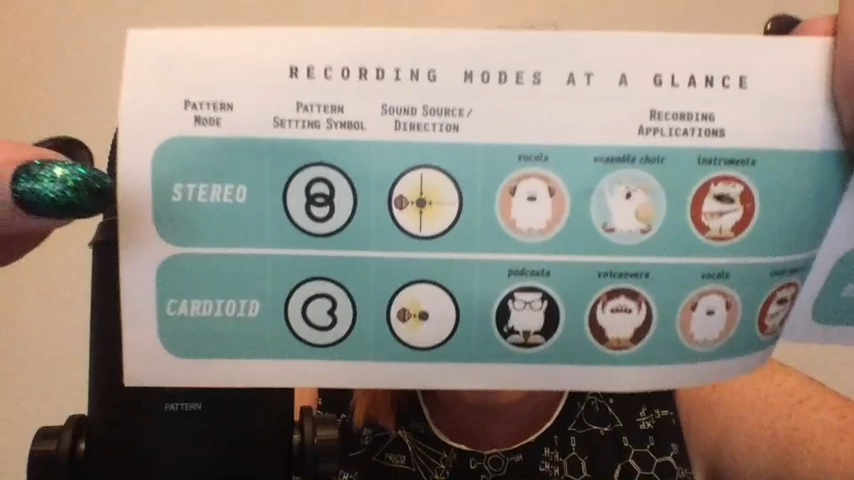 RECORDING MODES AT A GLANCE
PATTERN MODE
PATTERN SETTING SYMBOL
SOUND SOURCE/ DIRECTION
RECORDING APPLICATIONS
STEREO
vocals
ensemble choir
instruments
CARDIOID
podcasts
voiceovers
vocals
PATTERN